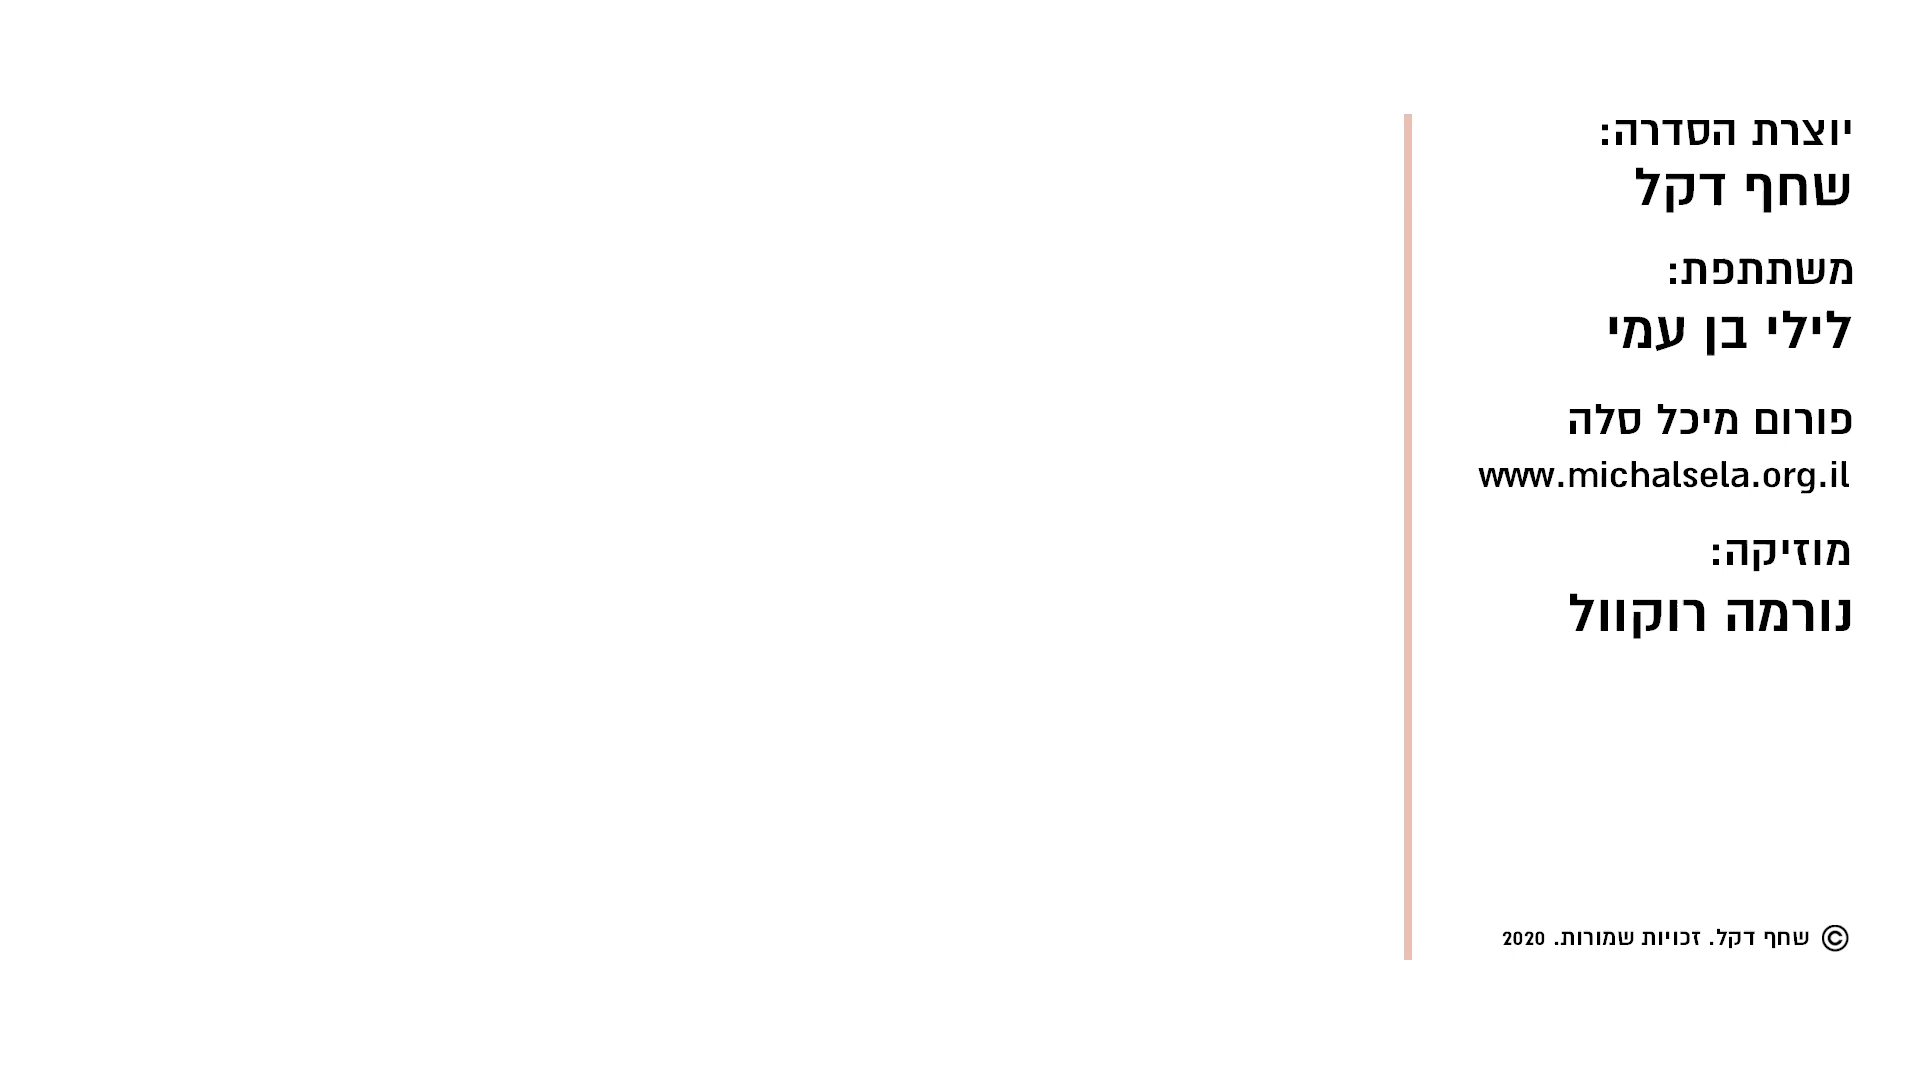 יוצרת הסדרה:
שחף דקל
משתתפת:
לילי בן עמי
פורום מיכל סלה
www.michalsela.org.il
מוזיקה:
נורמה רוקוול
© שחף דקל. זכויות שמורות. 2020